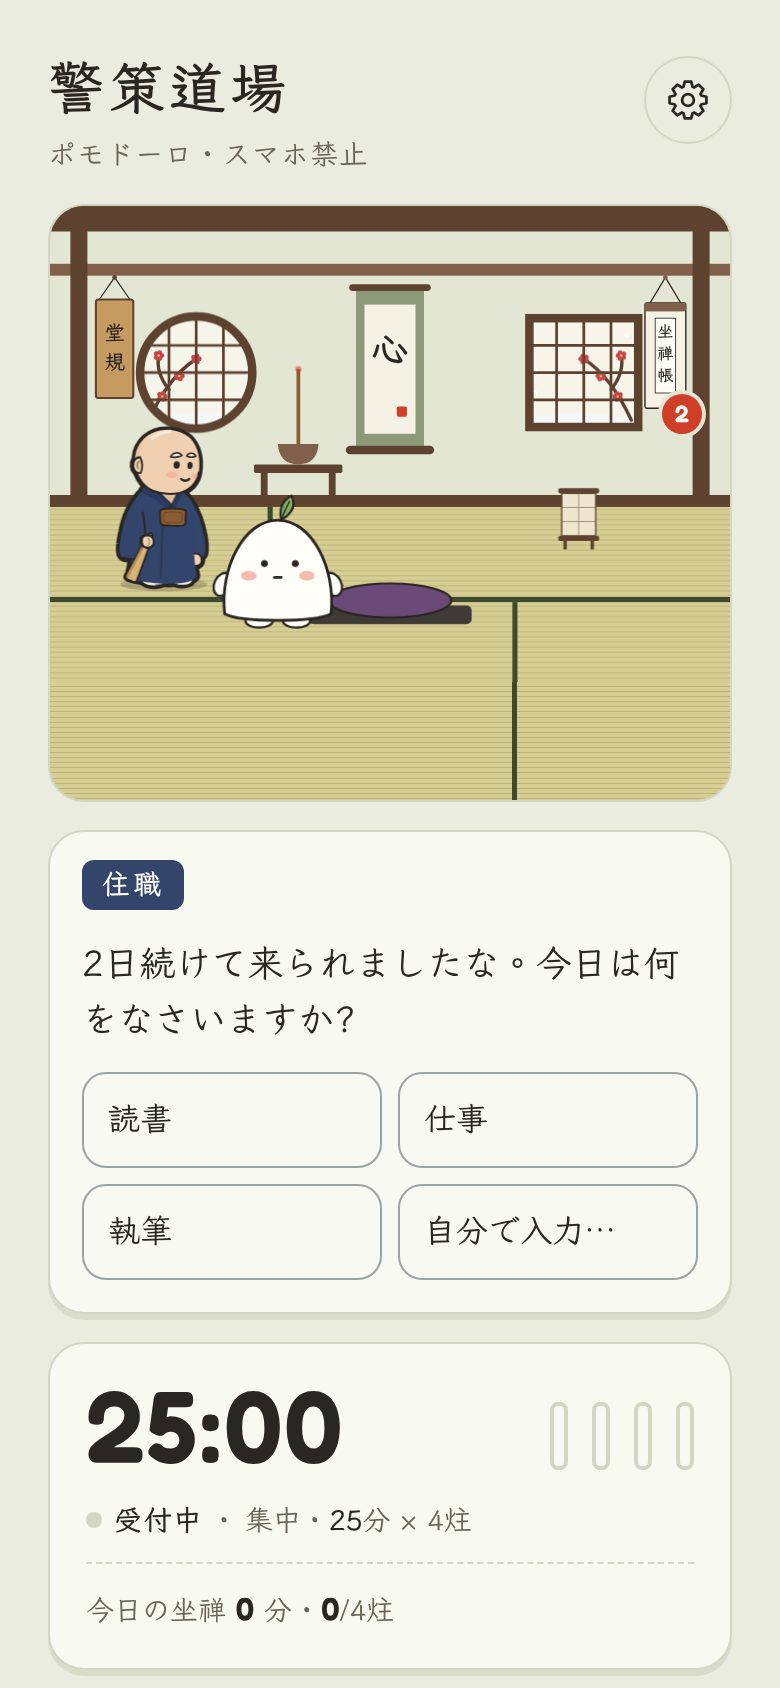 警策道場
ポモドーロ・スマホ禁止
堂規
心
坐禅帳
2
住職
2日続けて来られましたな。今日は何
をなさいますか?
読書
仕事
執筆
自分で入力…
25:00
受付中 ・ 集中・25分 × 4炷
今日の坐禅 0 分・0/4炷